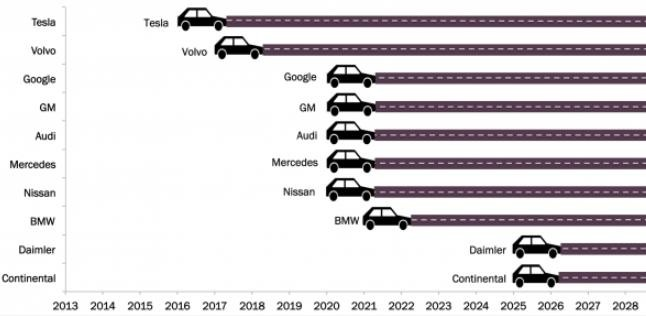 Tesla Tesla
Volvo Volvo
Google Google
GM GM
Audi Audi
Mercedes Mercedes
Nissan Nissan
BMW BMW
Daimler Daimler
Continental Continental
2013 2014 2015 2016 2017 2018 2019 2020 2021 2022 2023 2024 2025 2026 2027 2028